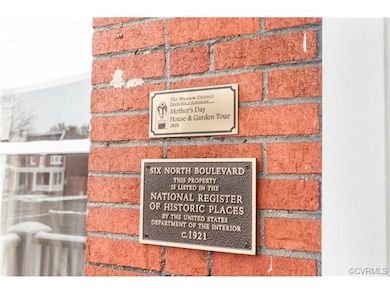 The Museum District
Mother's Day
House & Garden Tour
SIX NORTH BOULEVARD
THIS PROPERTY
IS LISTED IN THE
NATIONAL REGISTER
OF HISTORIC PLACES
BY THE UNITED STATES
DEPARTMENT OF THE INTERIOR
C.1921
©CVRMLS